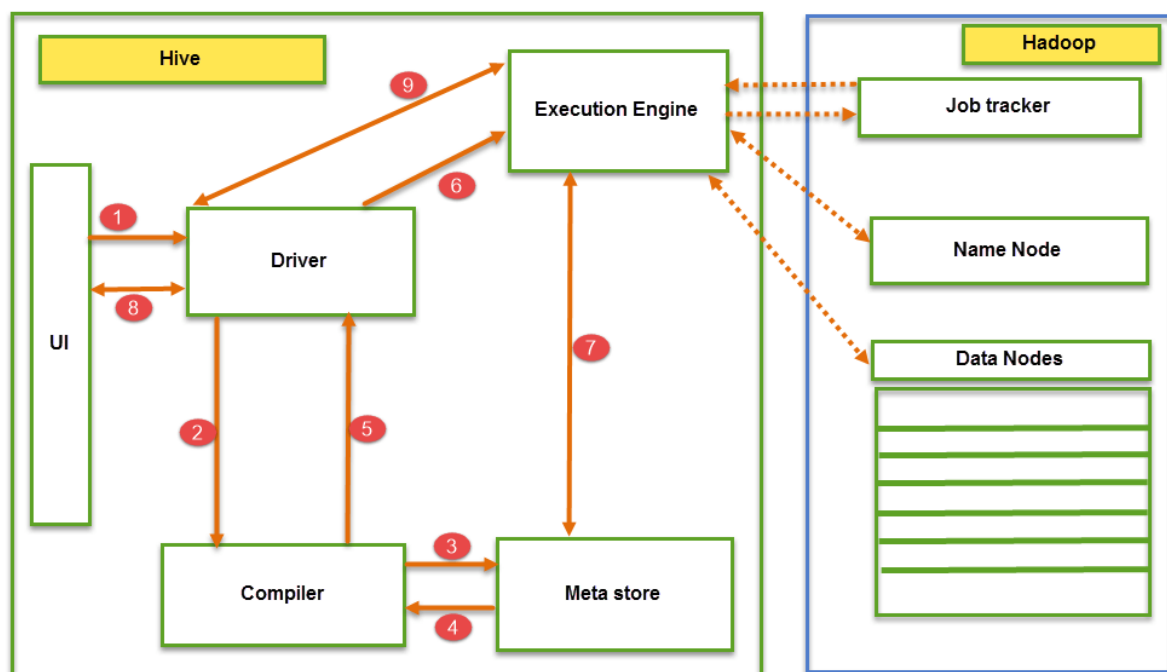 Hive
Hadoop
9
Execution Engine
Job tracker
6
1
Driver
Name Node
8
UI
7
Data Nodes
2
5
3
Compiler
Meta store
4